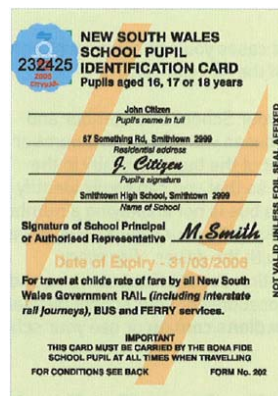 NEW SOUTH WALES
SCHOOL PUPIL
IDENTIFICATION CARD
232425
2000
Pupils aged 16, 17 or 18 years
John Citizen
Pupil's name in full
67 Something Rd, Smithtown 2999
Residential address
J. Citizen
Pupil's signature
Smithtown High School, Smithtown 2999
Name of School
Signature of School Principal
or Authorised Representative M. Smith
Date of Expiry - 31/03/2006
For travel at child's rate of fare by all New South
Wales Government RAIL (including interstate
rail journeys), BUS and FERRY services.
IMPORTANT
THIS CARD MUST BE CARRIED BY THE BONA FIDE
SCHOOL PUPIL AT ALL TIMES WHEN TRAVELLING
FOR CONDITIONS SEE BACK FORM No. 202
NOT VALID UNLESS FOIL SEAL AFFIXED